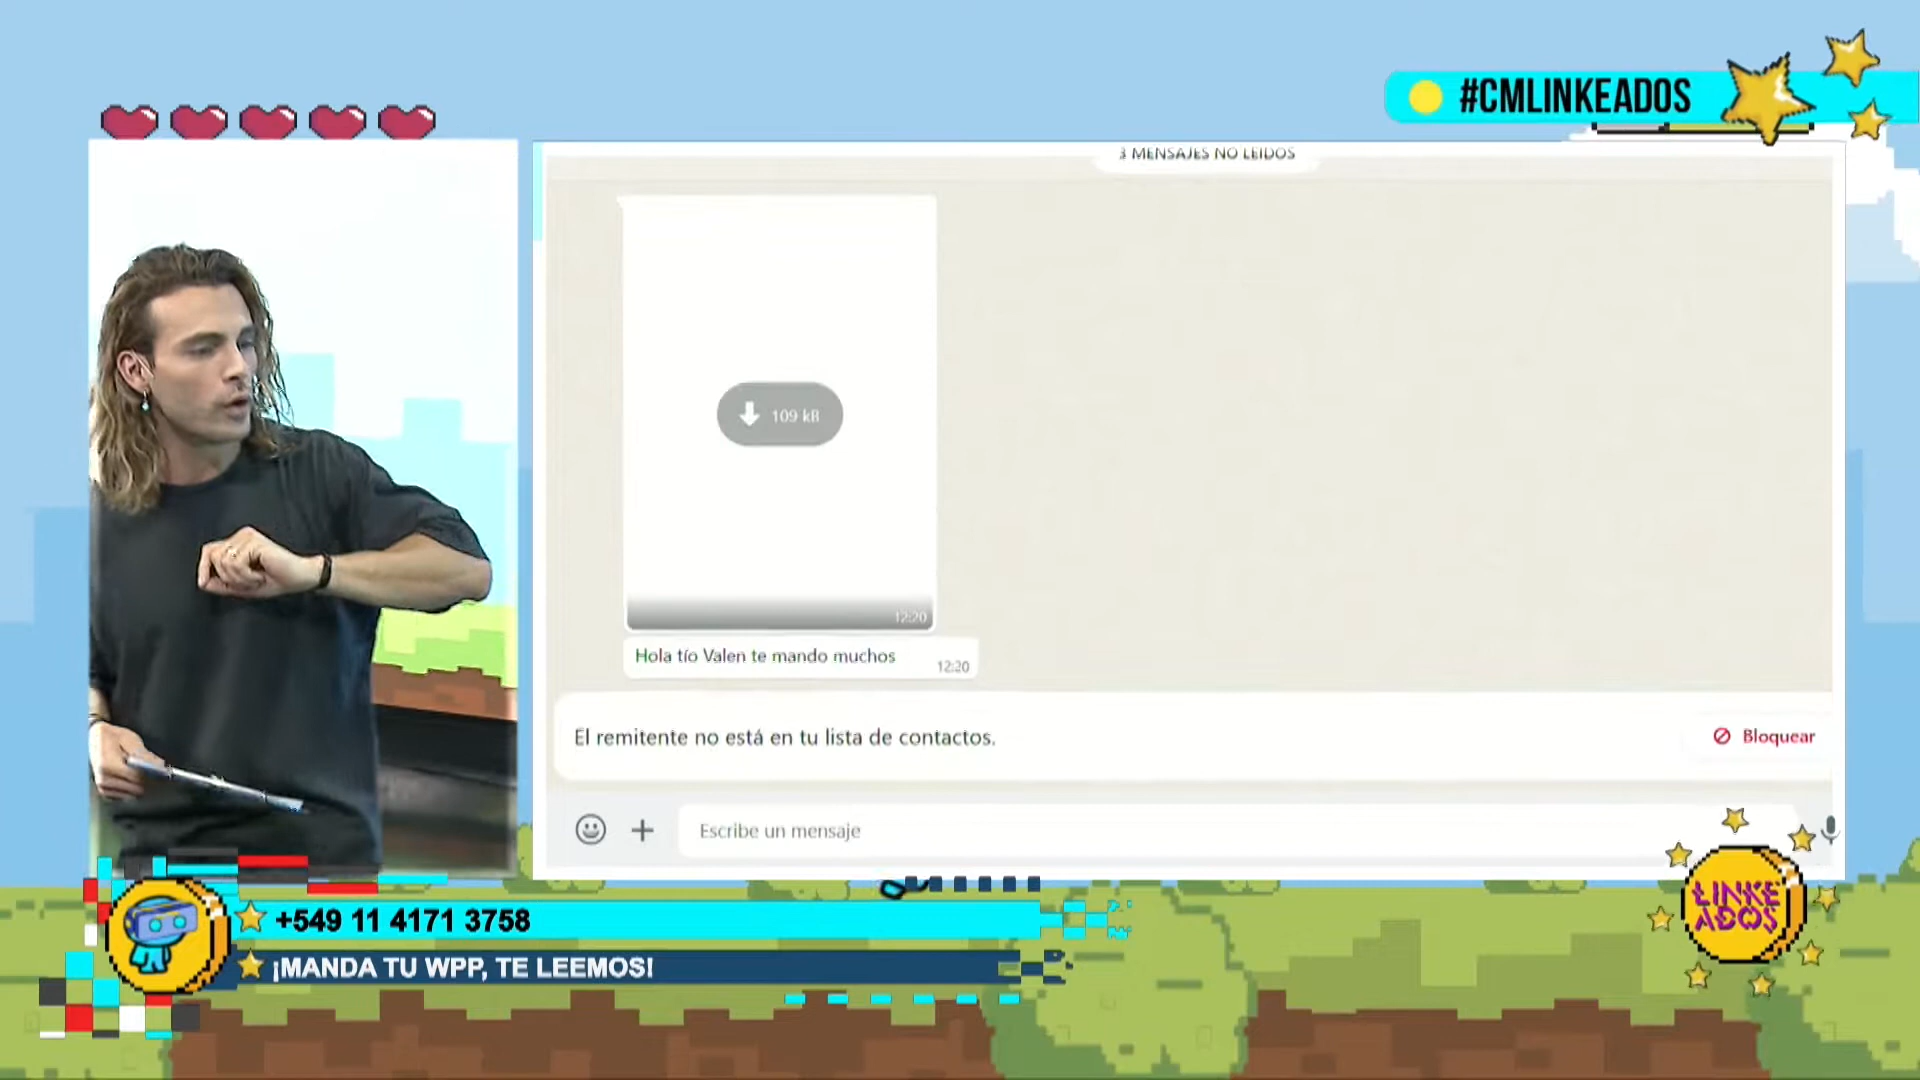 #CMLINKEADOS
3 MENSAJES NO LEÍDOS
109 kB
12:20
Hola tío Valen te mando muchos
12:20
El remitente no está en tu lista de contactos.
Bloquear
Escribe un mensaje
+549 11 4171 3758
¡MANDA TU WPP, TE LEEMOS!
LINKE
ADOS